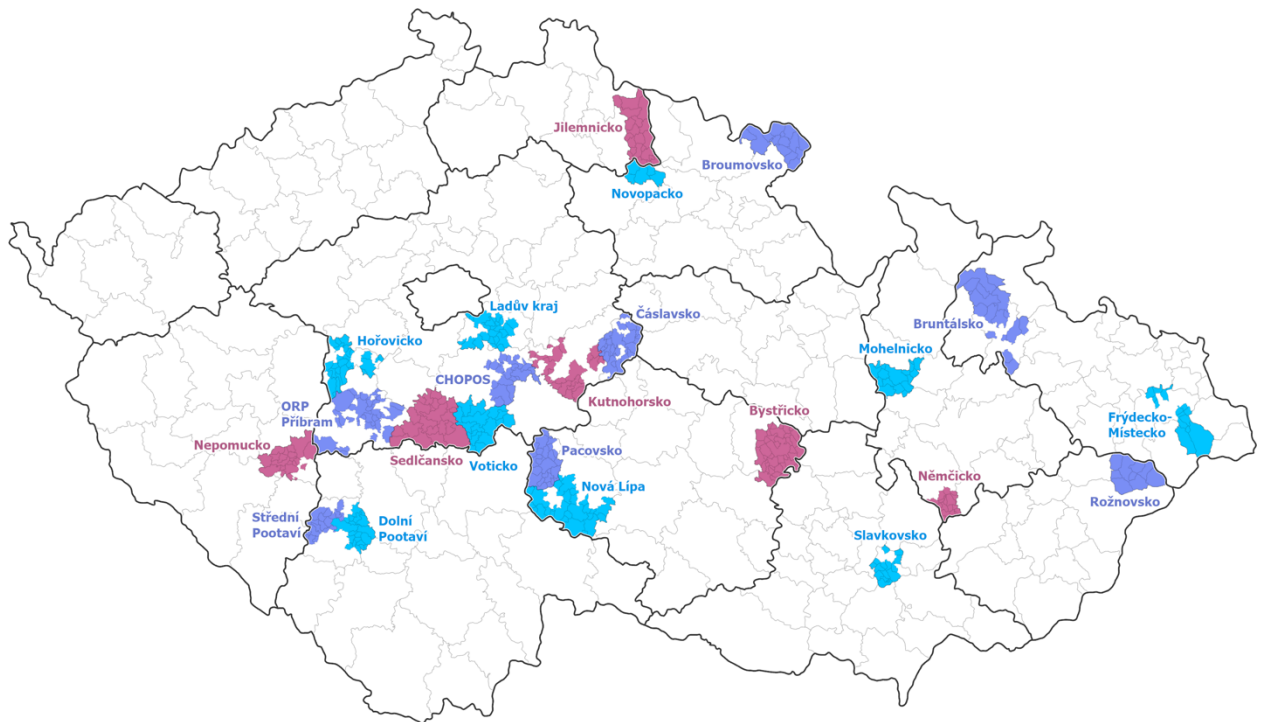 Jilemnicko
Broumovsko
Novopacko
Ladův kraj
Čáslavsko
Hořovicko
Bruntálsko
Mohelnicko
CHOPOS
Kutnohorsko
ORP
Příbram
Bystřicko
Frýdecko-
Místecko
Nepomucko
Sedlčansko
Voticko
Pacovsko
Němčicko
Nová Lípa
Rožnovsko
Střední
Pootaví
Dolní
Pootaví
Slavkovsko